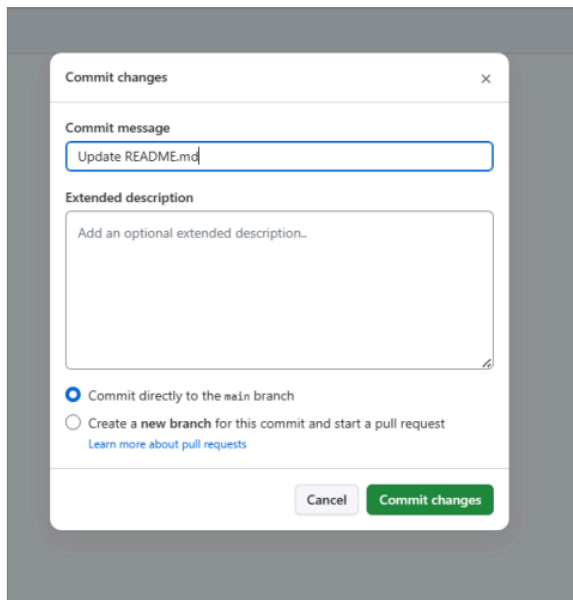 Commit changes
Commit message
Update README.md
Extended description
Add an optional extended description..
Commit directly to the main branch
Create a new branch for this commit and start a pull request
Learn more about pull requests
Cancel Commit changes